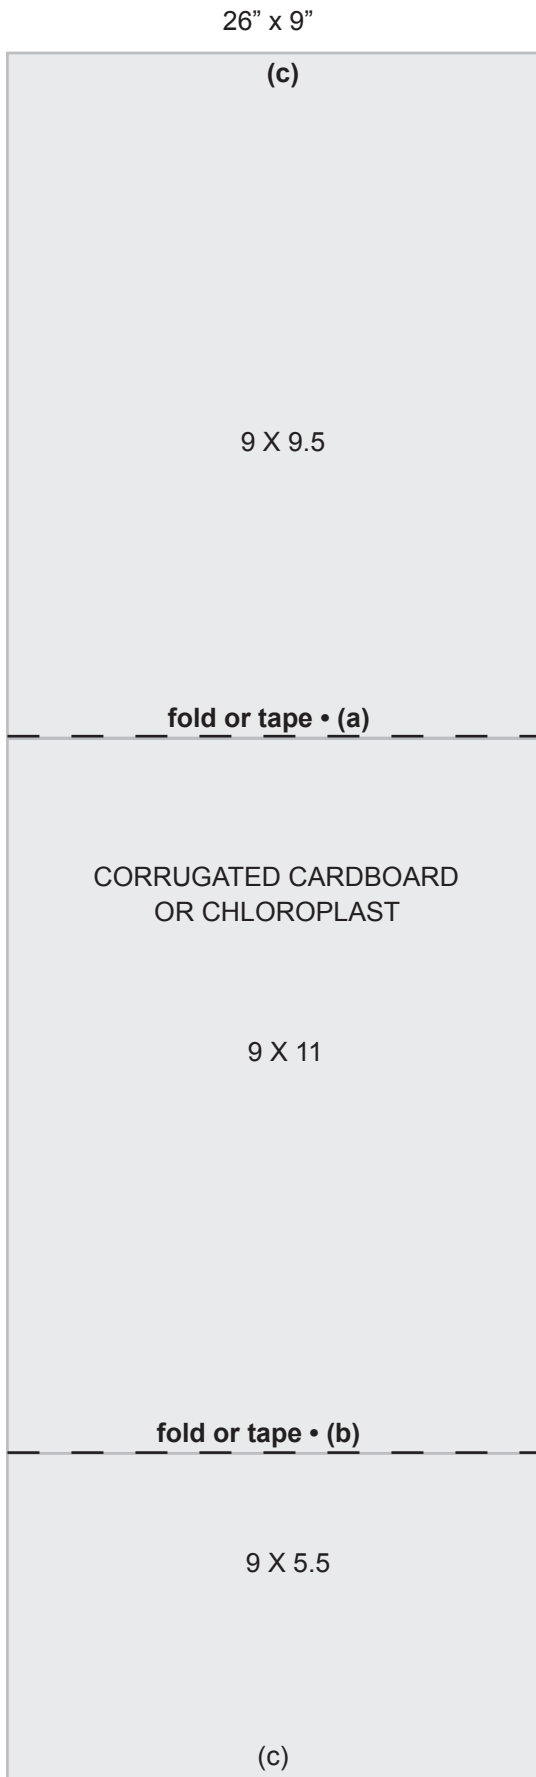 26” x 9”
(c)
9 X 9.5
fold or tape • (a)
CORRUGATED CARDBOARD
OR CHLOROPLAST
9 X 11
fold or tape • (b)
9 X 5.5
(c)